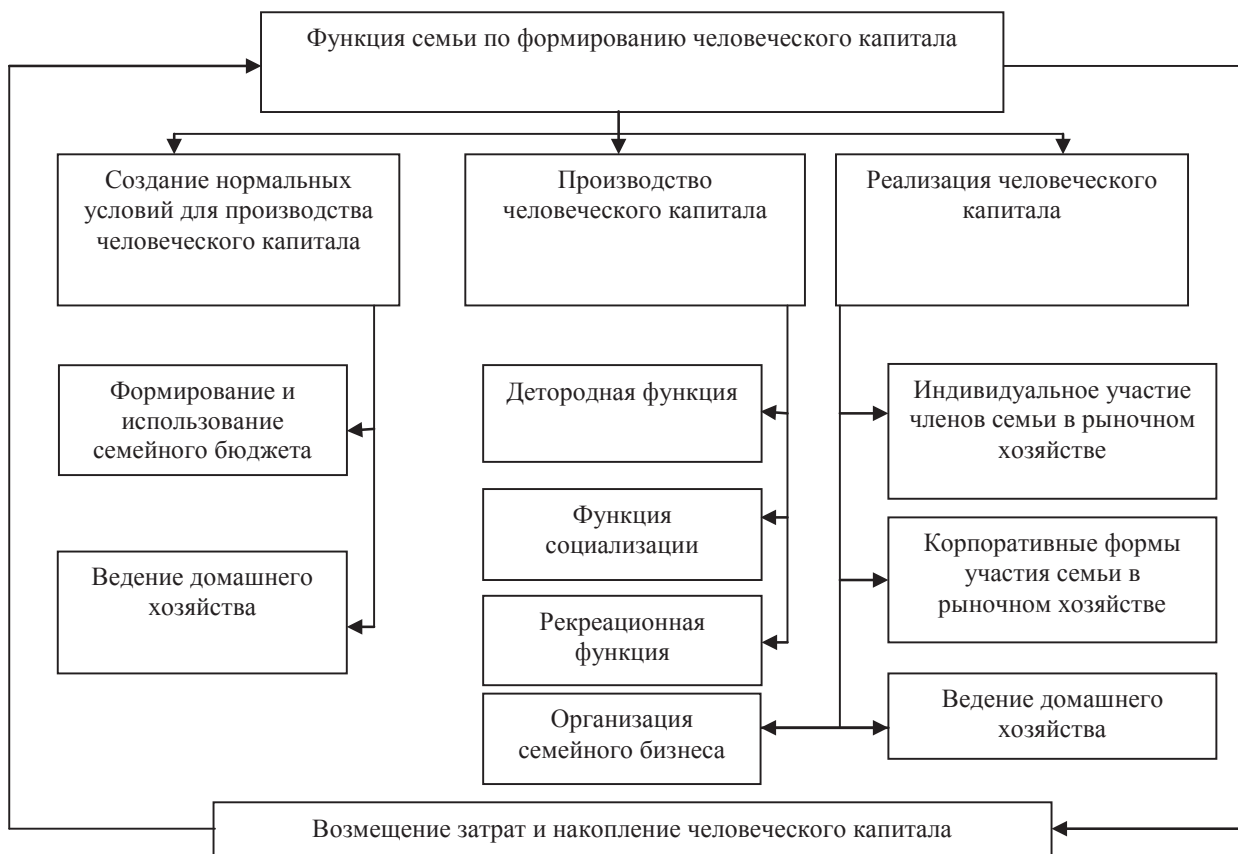 Функция семьи по формированию человеческого капитала
Создание нормальных
условий для производства
человеческого капитала
Производство
человеческого капитала
Реализация человеческого
капитала
Формирование и
использование
семейного бюджета
Ведение домашнего
хозяйства
Детородная функция
Функция
социализации
Рекреационная
функция
Организация
семейного бизнеса
Индивидуальное участие
членов семьи в рыночном
хозяйстве
Корпоративные формы
участия семьи в
рыночном хозяйстве
Ведение домашнего
хозяйства
Возмещение затрат и накопление человеческого капитала